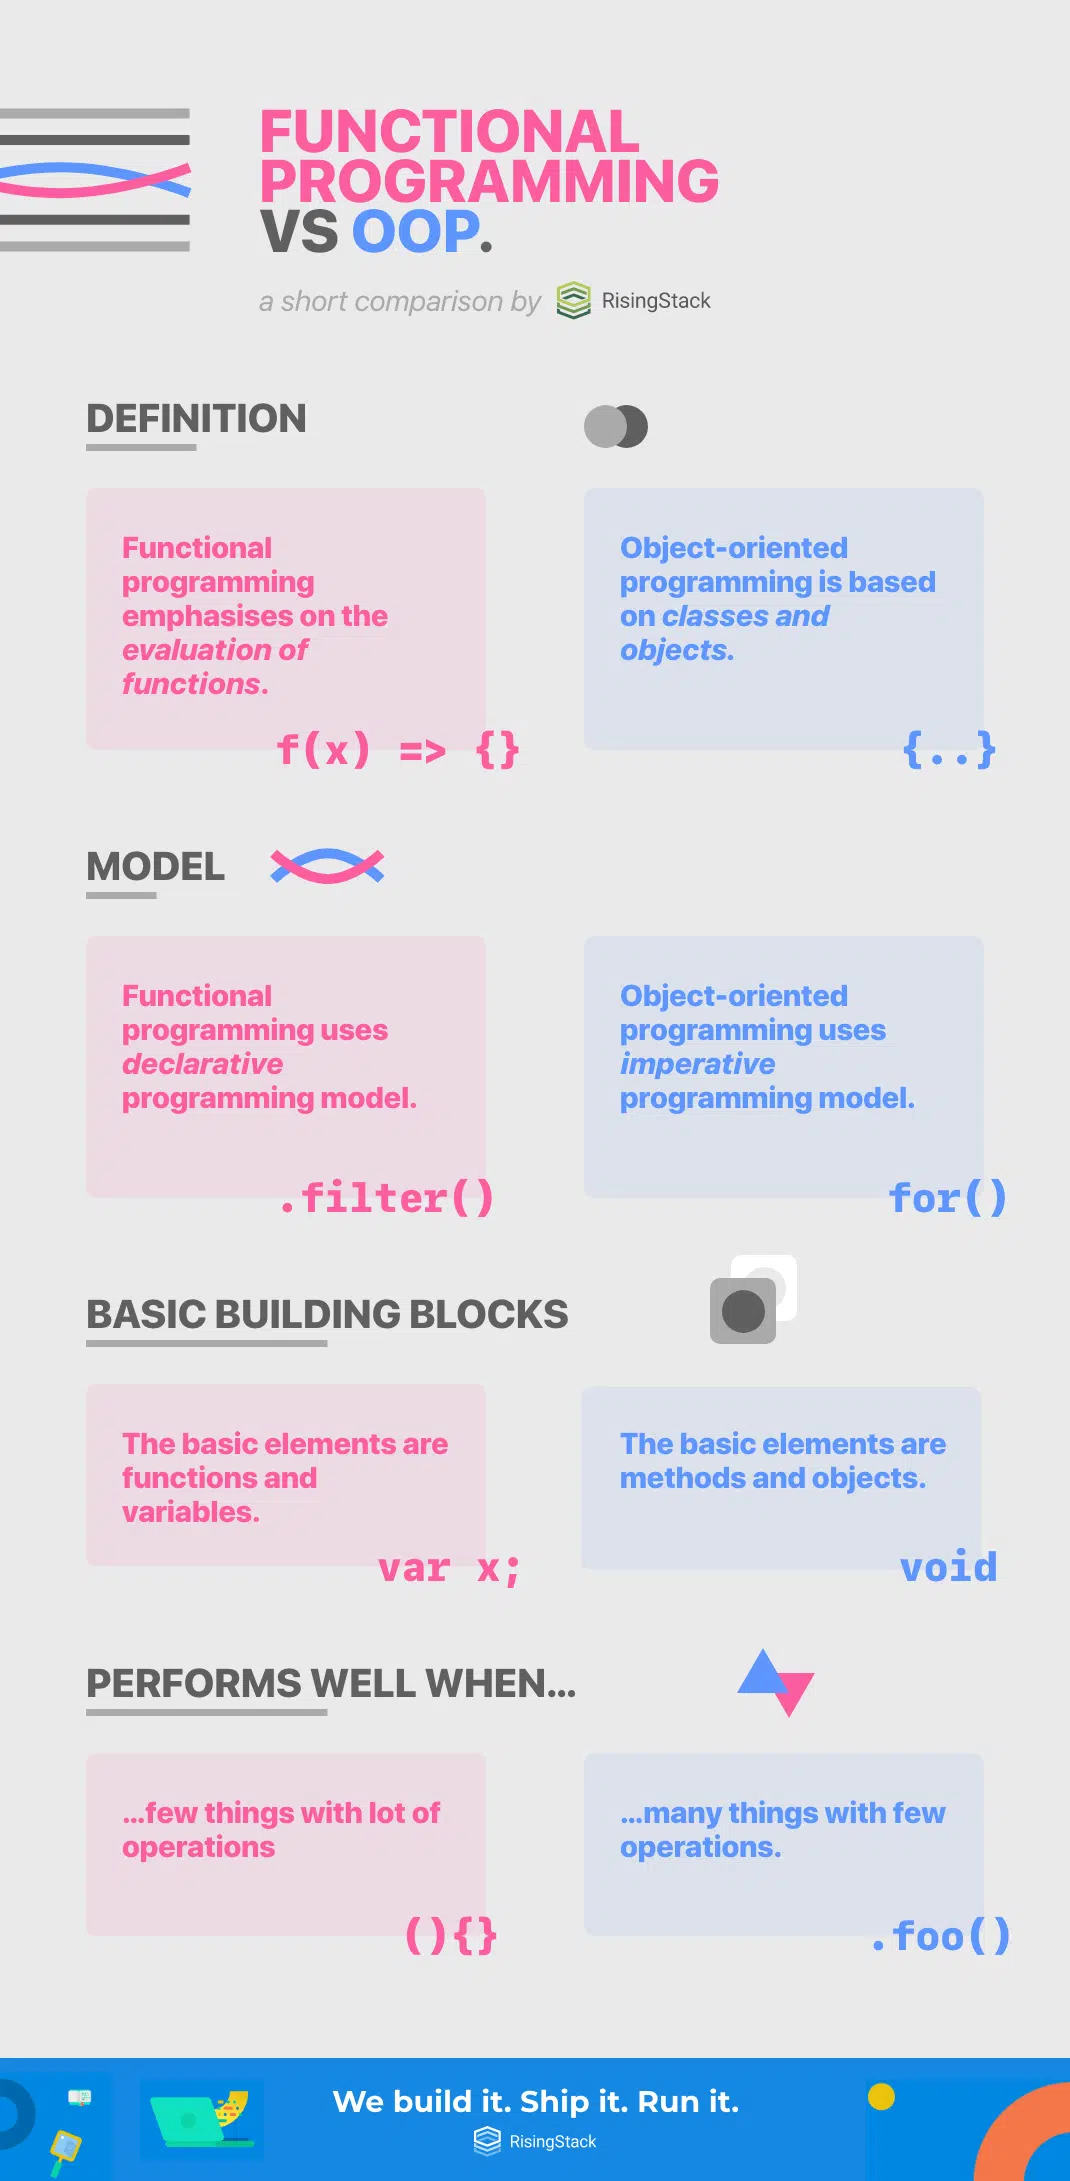 FUNCTIONAL
PROGRAMMING
VS OOP.
a short comparison by RisingStack
DEFINITION
Functional
programming
emphasises on the
evaluation of
functions.
f(x) => {}
Object-oriented
programming is based
on classes and
objects.
{..}
MODEL
Functional
programming uses
declarative
programming model.
.filter()
Object-oriented
programming uses
imperative
programming model.
for()
BASIC BUILDING BLOCKS
The basic elements are
functions and
variables.
var x;
The basic elements are
methods and objects.
void
PERFORMS WELL WHEN...
...few things with lot of
operations
(){}
...many things with few
operations.
.foo()
We build it. Ship it. Run it.
RisingStack